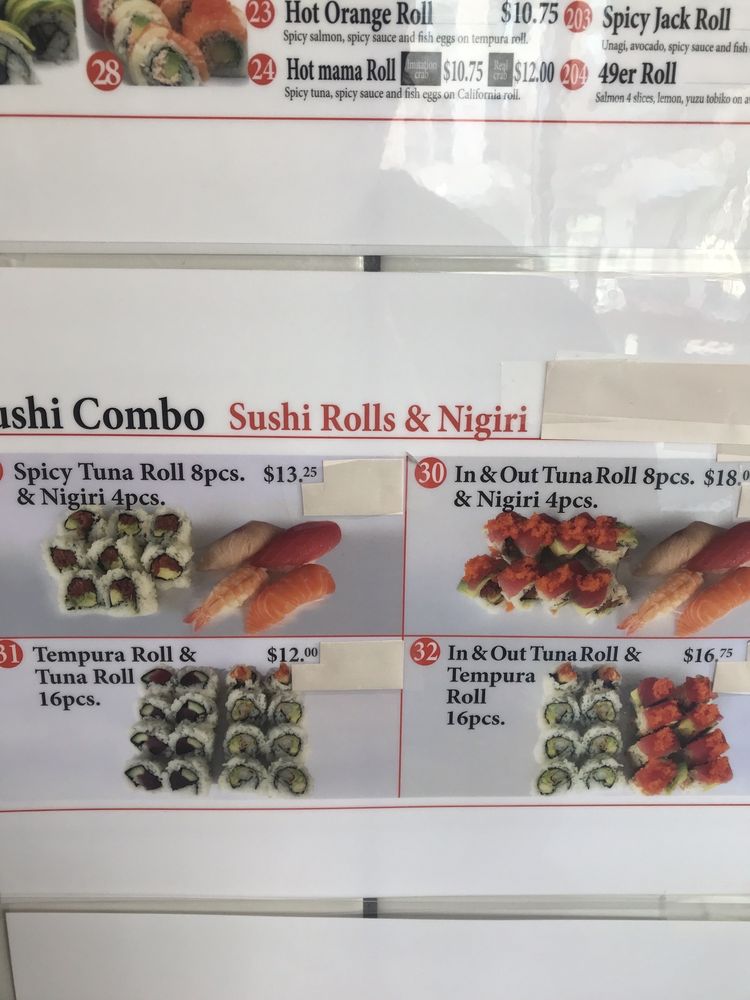 23 Hot Orange Roll $10.75
Spicy salmon, spicy sauce and fish eggs on tempura roll.
203 Spicy Jack Roll
Unagi, avocado, spicy sauce and fish
28
24 Hot mama Roll Imitation crab $10.75 Real crab $12.00
Spicy tuna, spicy sauce and fish eggs on California roll.
204 49er Roll
Salmon 4 slices, lemon, yuzu tobiko on
ushi Combo Sushi Rolls & Nigiri
Spicy Tuna Roll 8pcs. $13.25
& Nigiri 4pcs.
30 In & Out Tuna Roll 8pcs. $18.0
& Nigiri 4pcs.
31 Tempura Roll & $12.00
Tuna Roll
16pcs.
32 In & Out Tuna Roll & $16.75
Tempura
Roll
16pcs.